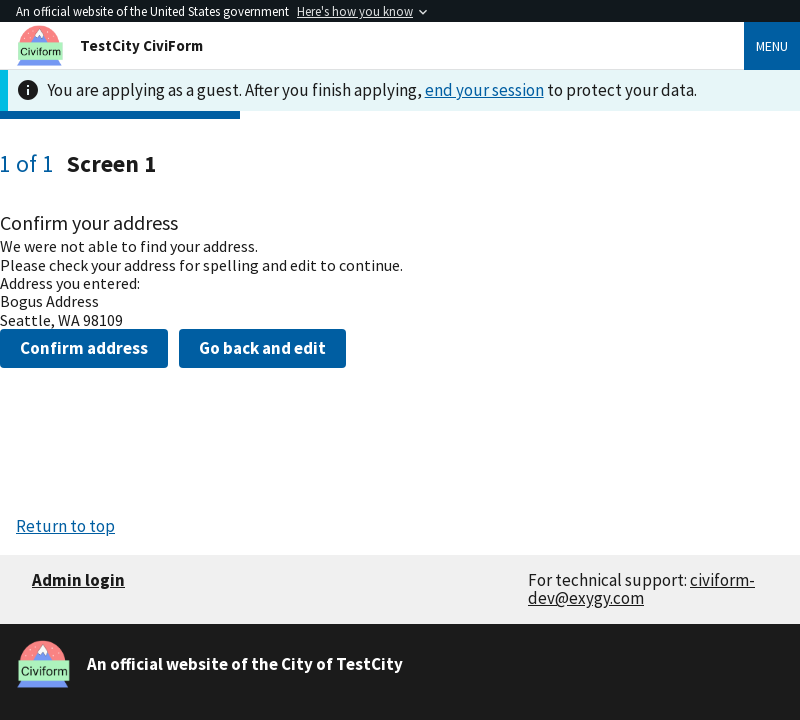 An official website of the United States government Here's how you know
Civiform
TestCity CiviForm
MENU
You are applying as a guest. After you finish applying, end your session to protect your data.
1 of 1 Screen 1
Confirm your address
We were not able to find your address.
Please check your address for spelling and edit to continue.
Address you entered:
Bogus Address
Seattle, WA 98109
Confirm address
Go back and edit
Return to top
Admin login
For technical support: civiform-
dev@exygy.com
Civiform
An official website of the City of TestCity